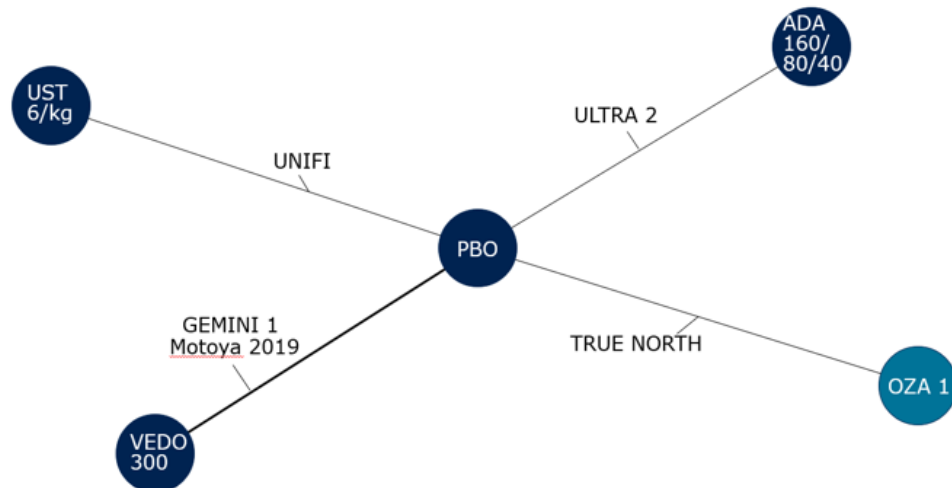 ADA
160/
80/40
UST
6/kg
ULTRA 2
UNIFI
PBO
GEMINI 1
Motoya 2019
TRUE NORTH
OZA 1
VEDO
300